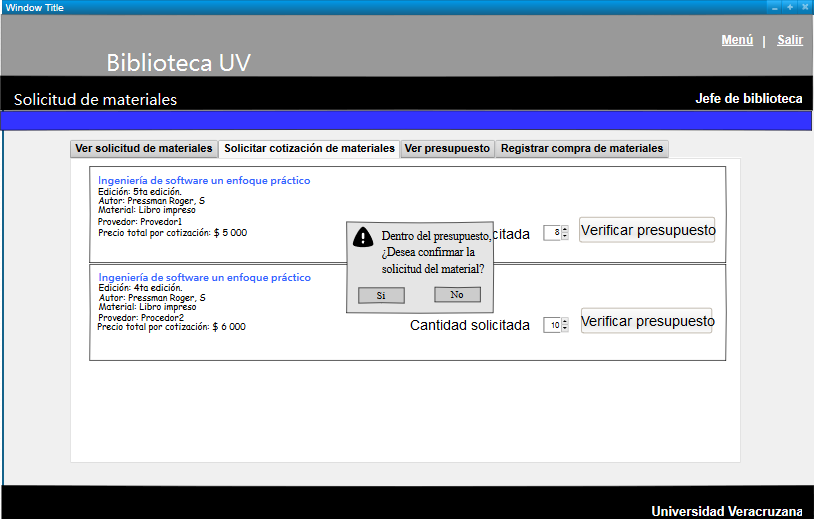 Window Title
Menú | Salir
Biblioteca UV
Solicitud de materiales
Jefe de biblioteca
Ver solicitud de materiales
Solicitar cotización de materiales
Ver presupuesto
Registrar compra de materiales
Ingeniería de software un enfoque práctico
Edición: 5ta edición.
Autor: Pressman Roger, S
Material: Libro impreso
Provedor: Provedor1
Precio total por cotización: $ 5 000
citada
8
Verificar presupuesto
Dentro del presupuesto,
¿Desea confirmar la
solicitud del material?
Si
No
Ingeniería de software un enfoque práctico
Edición: 4ta edición.
Autor: Pressman Roger, S
Material: Libro impreso
Provedor: Procedor2
Precio total por cotización: $ 6 000
Cantidad solicitada
10
Verificar presupuesto
Universidad Veracruzana